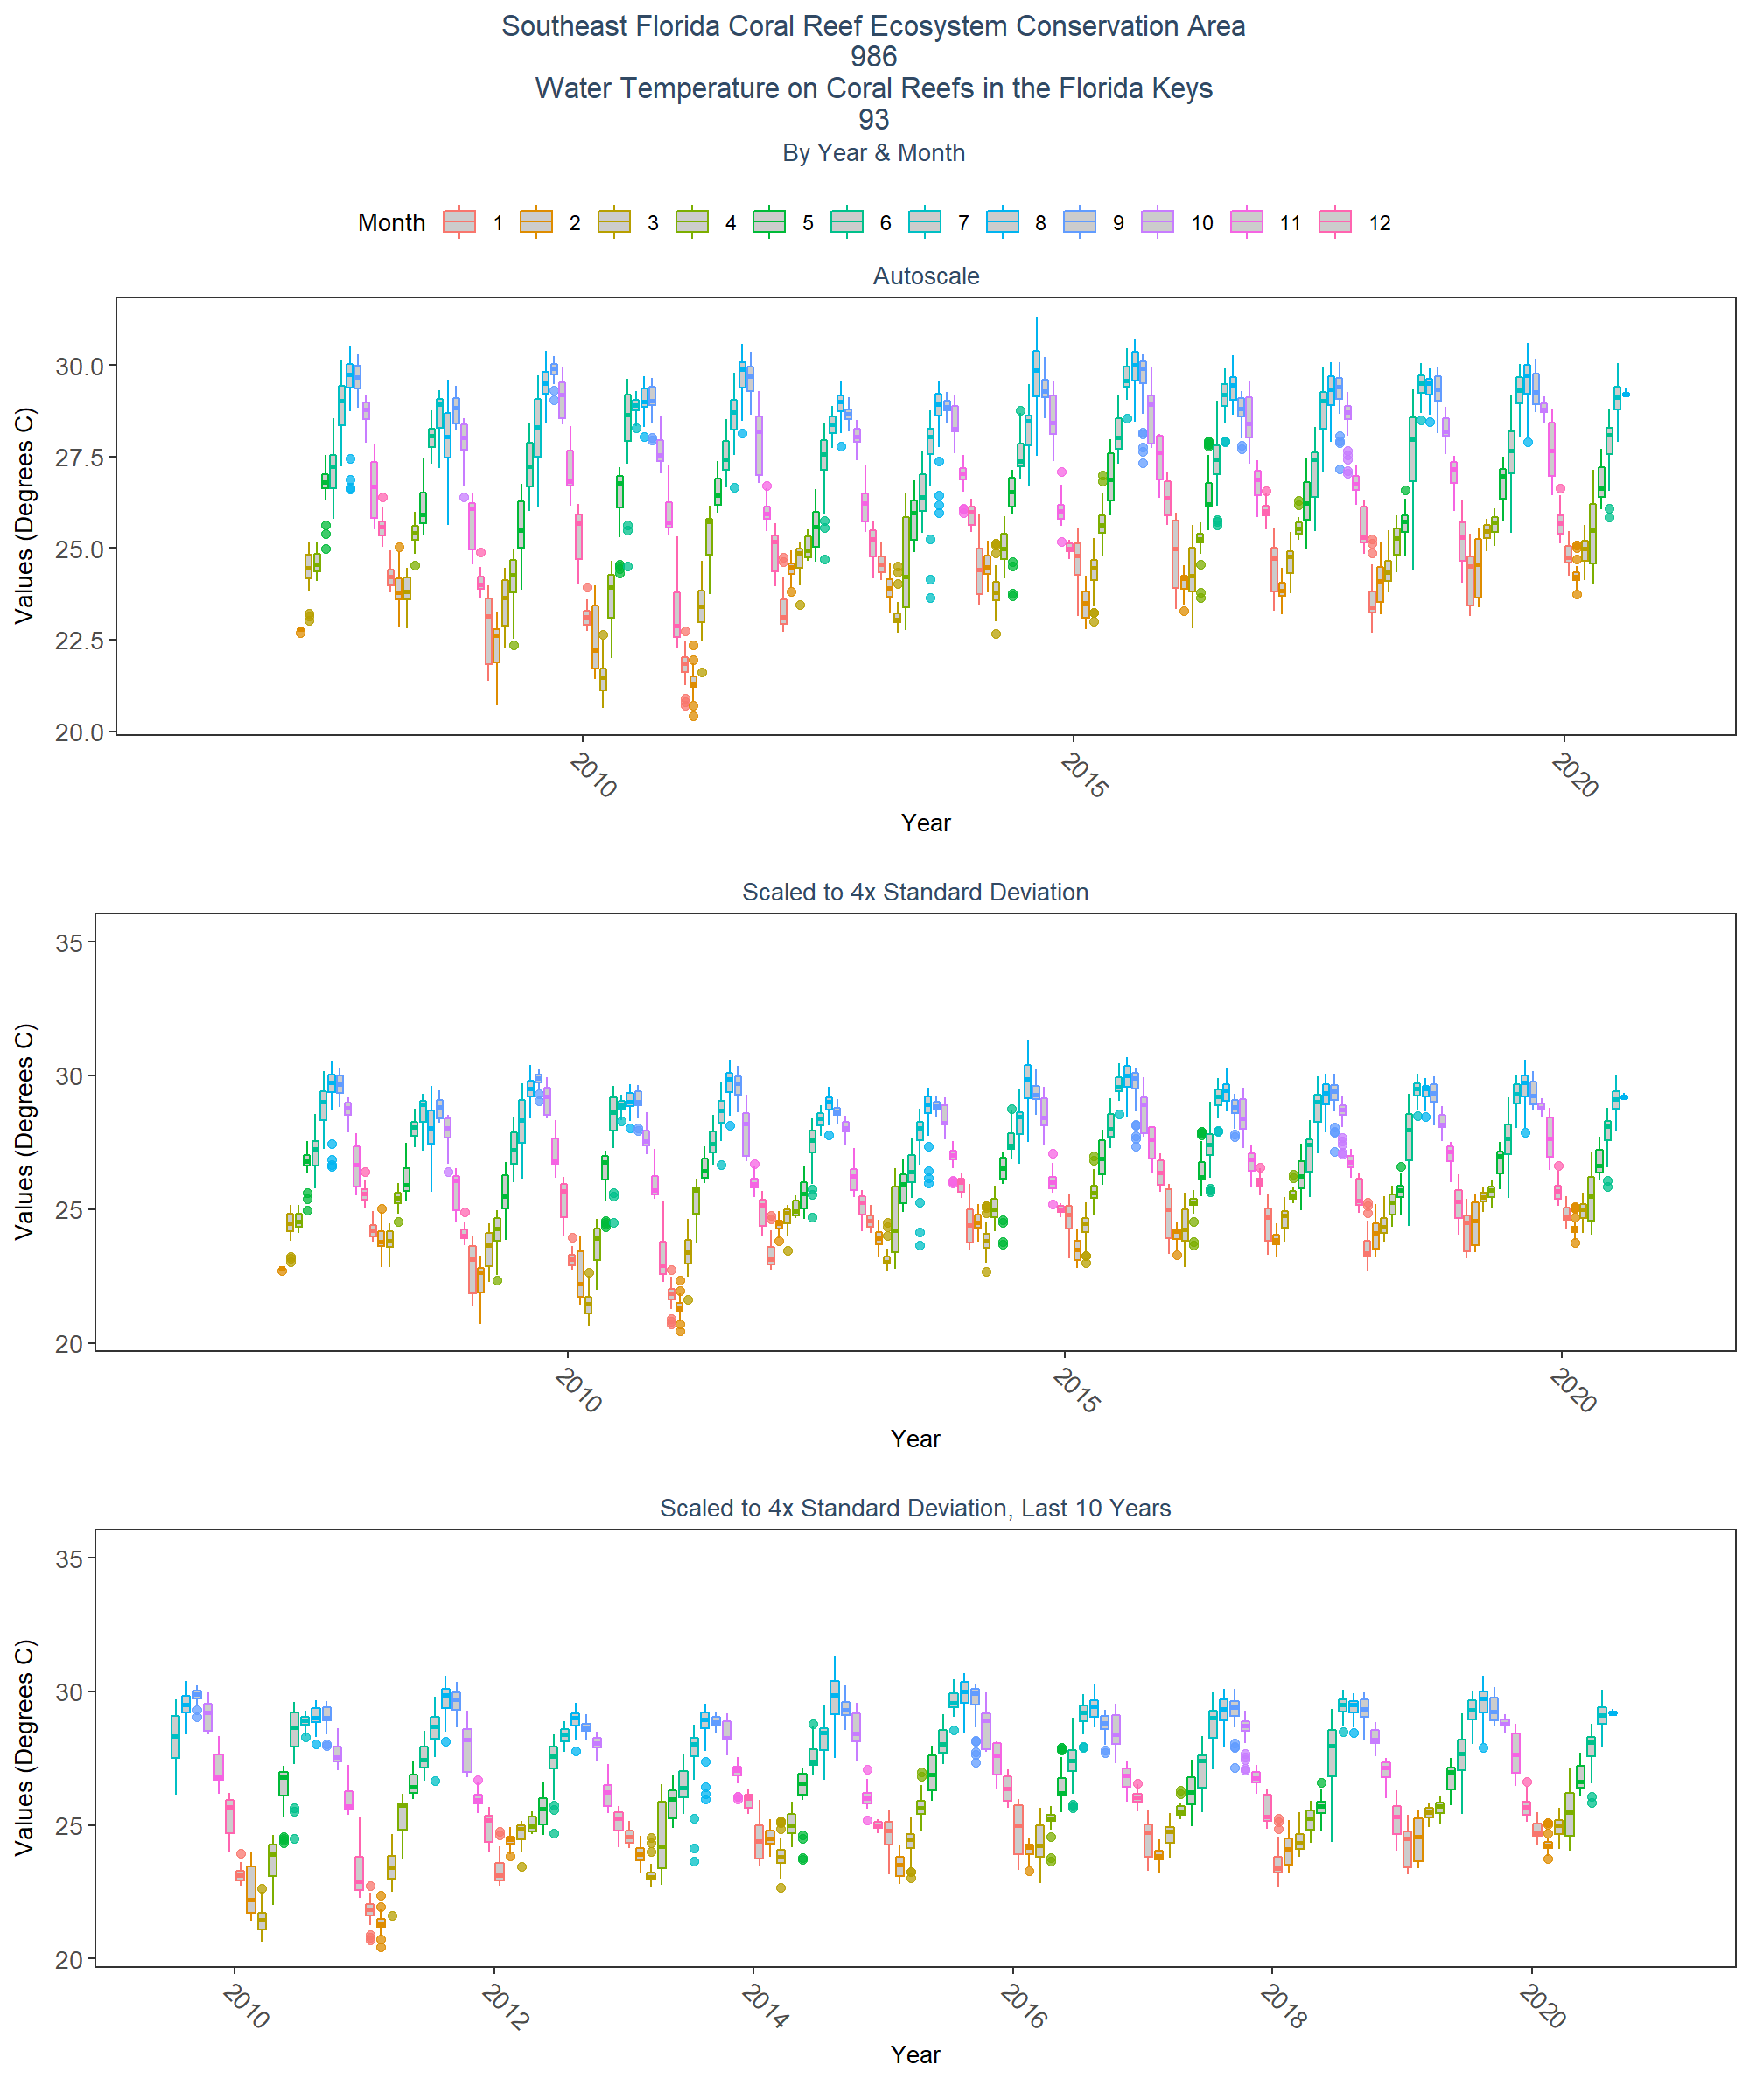 Southeast Florida Coral Reef Ecosystem Conservation Area
986
Water Temperature on Coral Reefs in the Florida Keys
93
By Year & Month
Month 1 2 3 4 5 6 7 8 9 10 11 12
Autoscale
Values (Degrees C)
30.0
27.5
25.0
22.5
20.0
2010 2015 2020
Year
Scaled to 4x Standard Deviation
Values (Degrees C)
35
30
25
20
2010 2015 2020
Year
Scaled to 4x Standard Deviation, Last 10 Years
Values (Degrees C)
35
30
25
20
2010 2012 2014 2016 2018 2020
Year